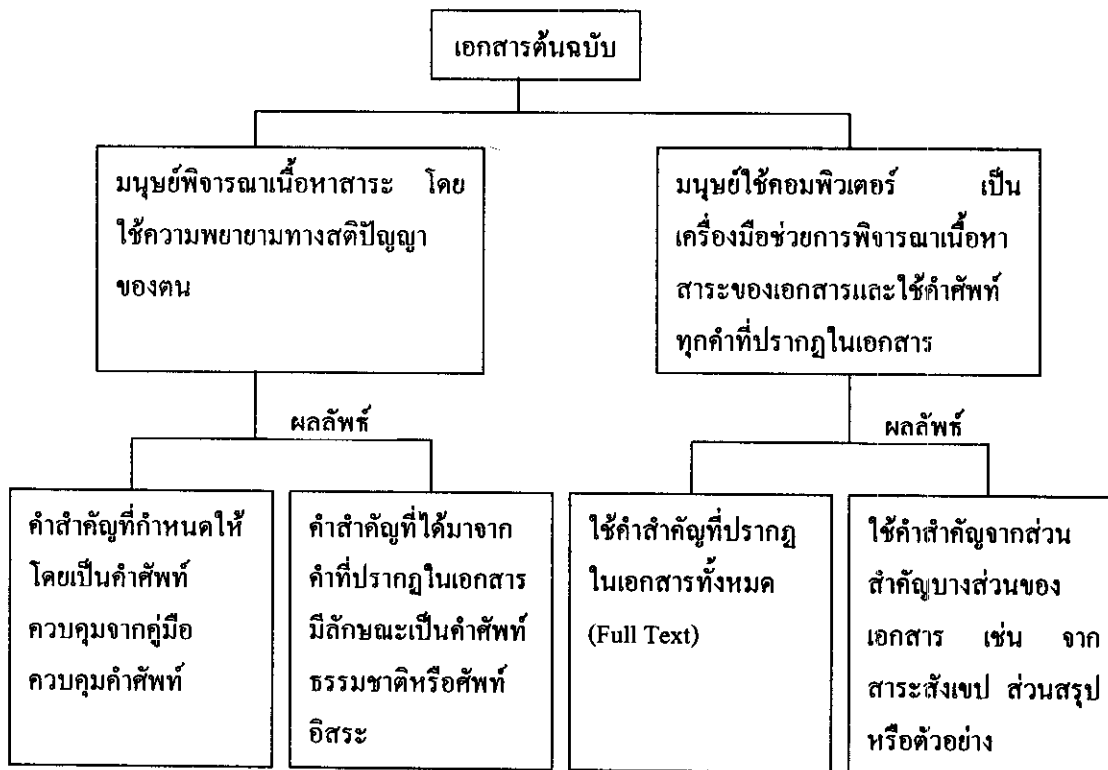 เอกสารต้นฉบับ
มนุษย์พิจารณาเนื้อหาสาระ โดย
ใช้ความพยายามทางสติปัญญา
ของตน
มนุษย์ใช้คอมพิวเตอร์ เป็น
เครื่องมือช่วยการพิจารณาเนื้อหา
สาระของเอกสารและใช้คำศัพท์
ทุกคำที่ปรากฏในเอกสาร
ผลลัพธ์
ผลลัพธ์
คำสำคัญที่กำหนดให้
โดยเป็นคำศัพท์
ควบคุมจากคู่มือ
ควบคุมคำศัพท์
คำสำคัญที่ได้มาจาก
คำที่ปรากฏในเอกสาร
มีลักษณะเป็นคำศัพท์
ธรรมชาติหรือศัพท์
อิสระ
ใช้คำสำคัญที่ปรากฏ
ในเอกสารทั้งหมด
(Full Text)
ใช้คำสำคัญจากส่วน
สำคัญบางส่วนของ
เอกสาร เช่น จาก
สาระสังเขป ส่วนสรุป
หรือตัวอย่าง